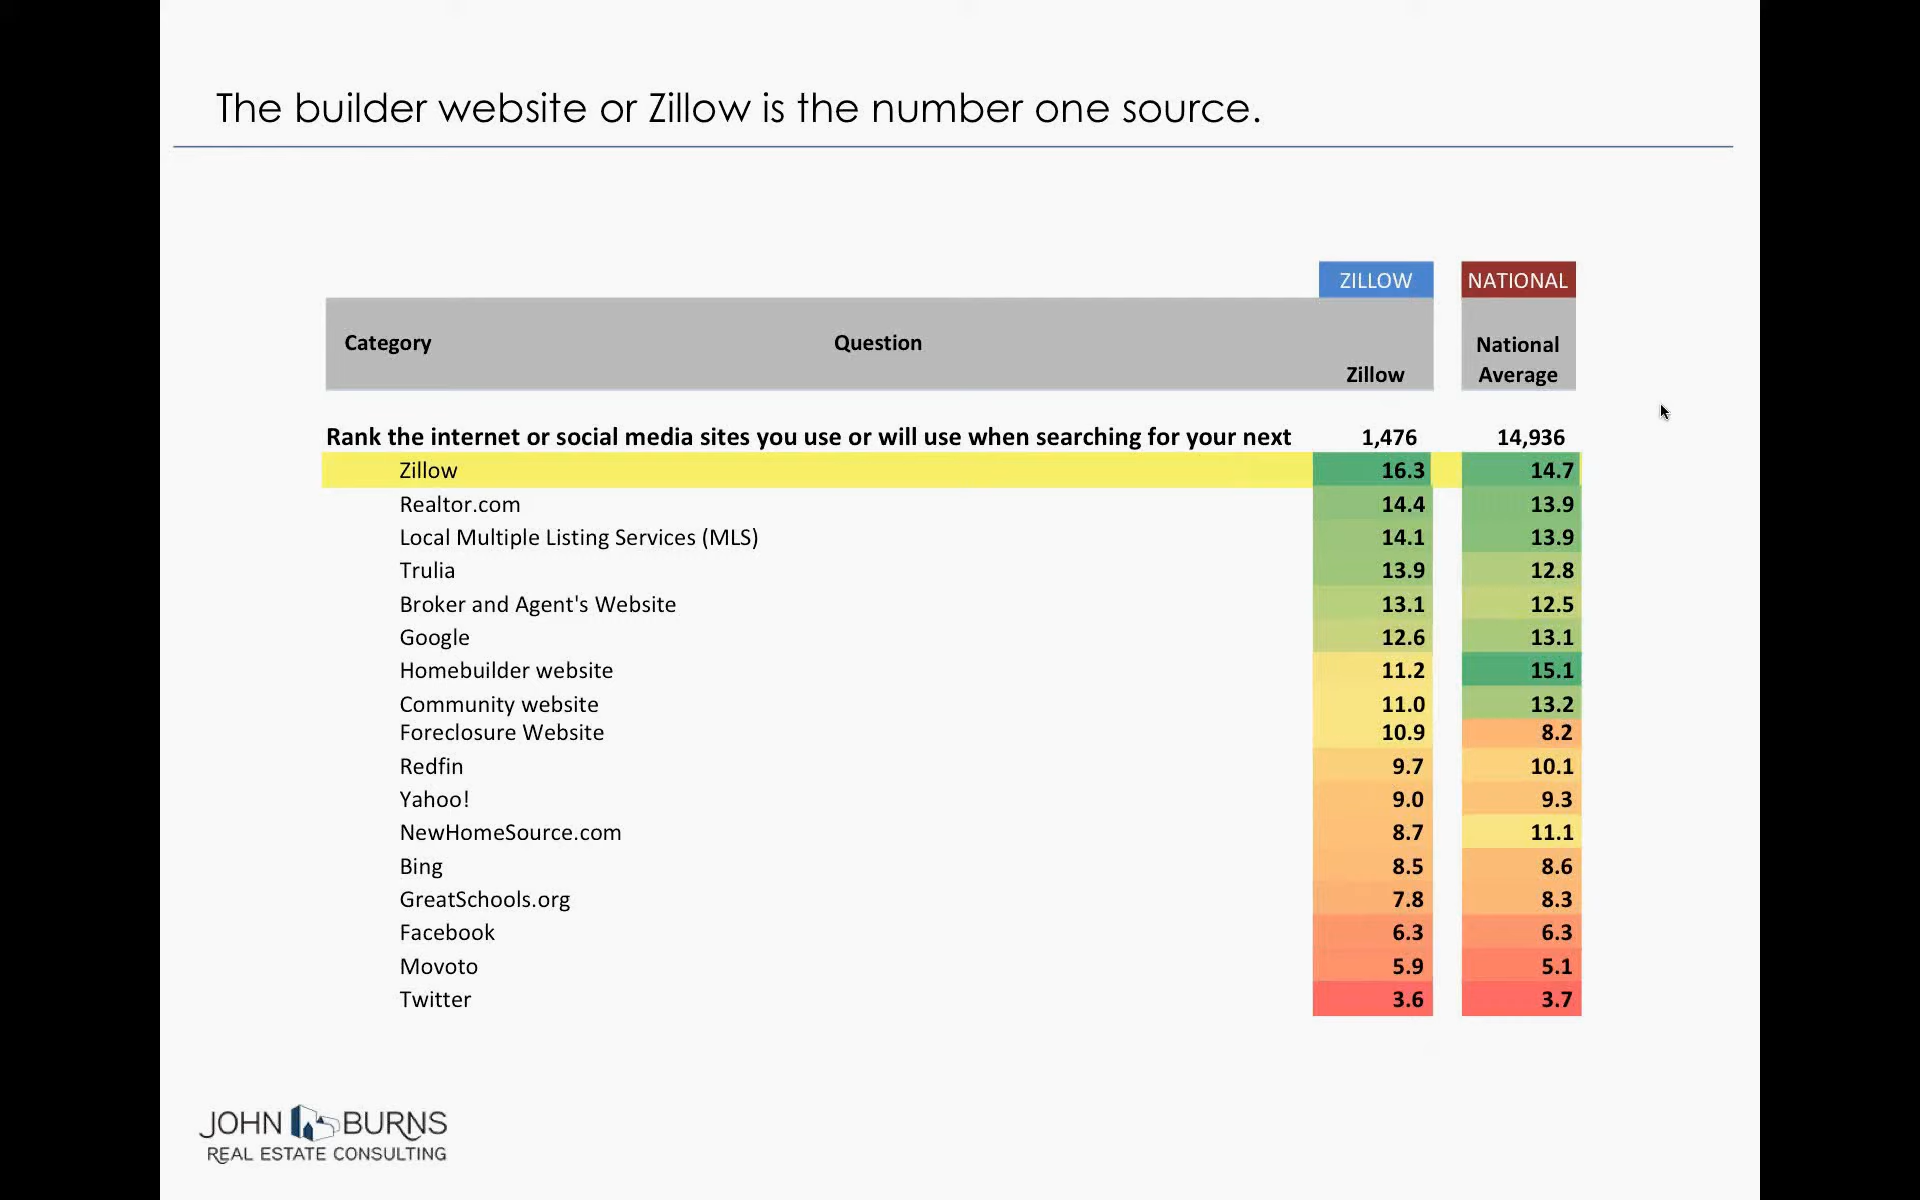 The builder website or Zillow is the number one source.
ZILLOW NATIONAL
Category Question Zillow National Average
Rank the internet or social media sites you use or will use when searching for your next 1,476 14,936
Zillow 16.3 14.7
Realtor.com 14.4 13.9
Local Multiple Listing Services (MLS) 14.1 13.9
Trulia 13.9 12.8
Broker and Agent's Website 13.1 12.5
Google 12.6 13.1
Homebuilder website 11.2 15.1
Community website 11.0 13.2
Foreclosure Website 10.9 8.2
Redfin 9.7 10.1
Yahoo! 9.0 9.3
NewHomeSource.com 8.7 11.1
Bing 8.5 8.6
GreatSchools.org 7.8 8.3
Facebook 6.3 6.3
Movoto 5.9 5.1
Twitter 3.6 3.7
JOHN BURNS
REAL ESTATE CONSULTING